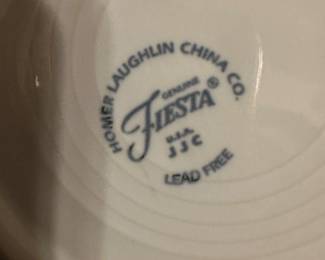 HOMER LAUGHLIN CHINA CO.
GENUINE
FIESTA®
U.S.A.
JJC
LEAD FREE